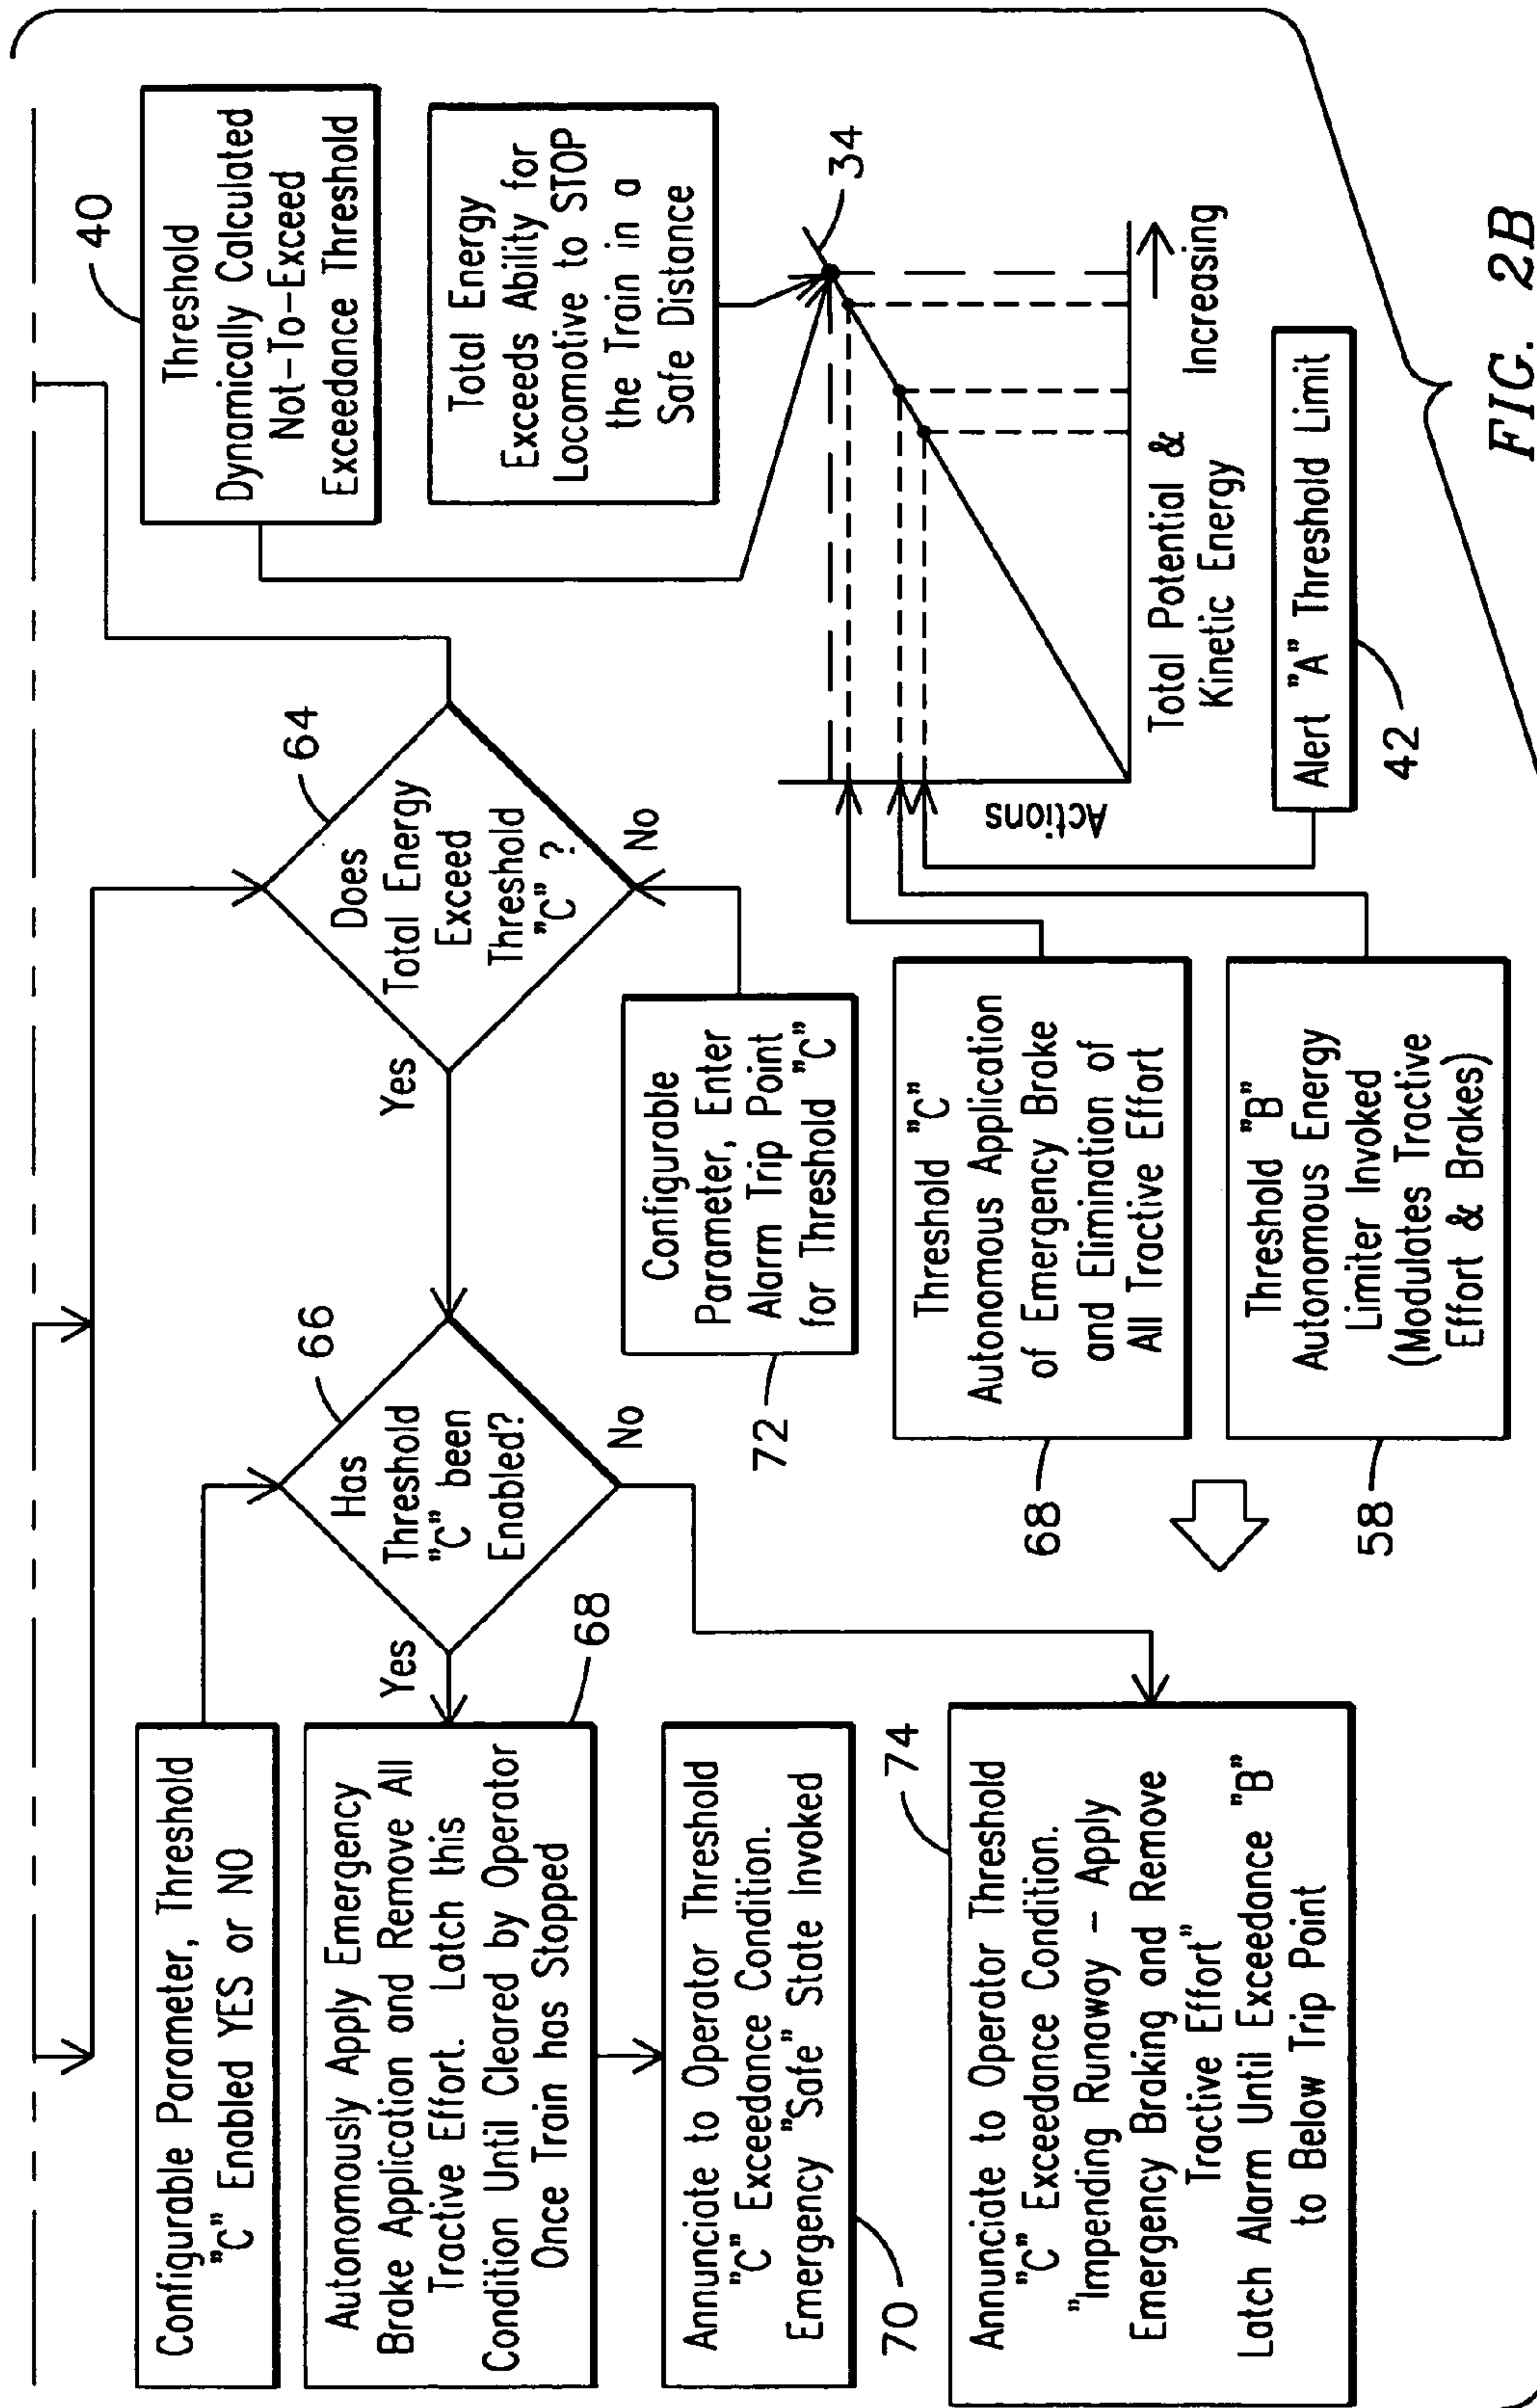 Configurable Parameter, Threshold
"C" Enabled YES or NO
Autonomously Apply Emergency
Brake Application and Remove All
Tractive Effort. Latch this
Condition Until Cleared by Operator
Once Train has Stopped
68
Yes
Has
Threshold
"C" been
Enabled?
66
No
Annunciate to Operator Threshold
"C" Exceedance Condition.
Emergency "Safe" State Invoked
70
Annunciate to Operator Threshold
"C" Exceedance Condition.
"Impending Runaway – Apply
Emergency Braking and Remove
Tractive Effort"
Latch Alarm Until Exceedance "B"
to Below Trip Point
74
Yes
Does
Total Energy
Exceed
Threshold
"C" ?
64
No
Configurable
Parameter, Enter
Alarm Trip Point
for Threshold "C"
72
Threshold "C"
Autonomous Application
of Emergency Brake
and Elimination of
All Tractive Effort
68
Threshold "B"
Autonomous Energy
Limiter Invoked
(Modulates Tractive
Effort & Brakes)
58
40
Threshold
Dynamically Calculated
Not-To-Exceed
Exceedance Threshold
Total Energy
Exceeds Ability for
Locomotive to STOP
the Train in a
Safe Distance
34
Actions
Total Potential &
Kinetic Energy
Increasing
Alert "A" Threshold Limit
42
FIG. 2B